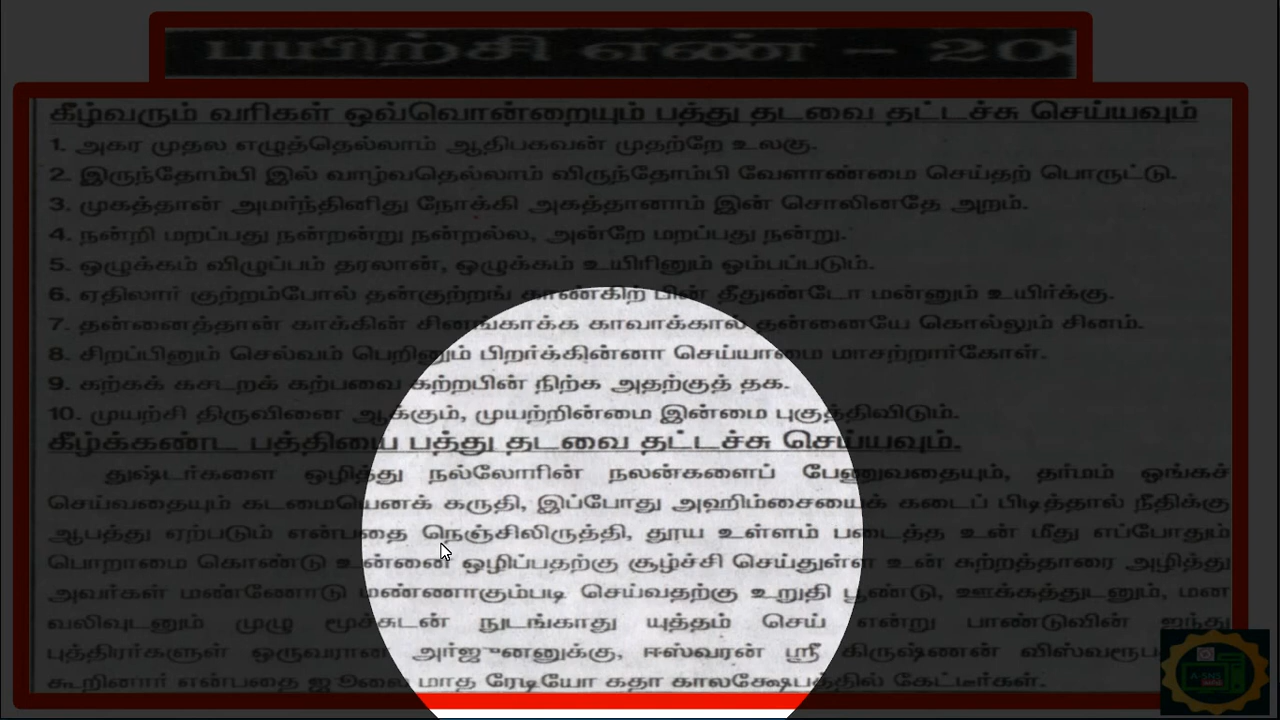 பயிற்சி எண் – 20
கீழ்வரும் வரிகள் ஒவ்வொன்றையும் பத்து தடவை தட்டச்சு செய்யவும்
1. அகர முதல எழுத்தெல்லாம் ஆதிபகவன் முதற்றே உலகு.
2. இருந்தோம்பி இல் வாழ்வதெல்லாம் விருந்தோம்பி வேளாண்மை செய்தற் பொருட்டு.
3. முகத்தான் அமர்ந்தினிது நோக்கி அகத்தானாம் இன் சொலினதே அறம்.
4. நன்றி மறப்பது நன்றன்று நன்றல்ல, அன்றே மறப்பது நன்று.
5. ஒழுக்கம் விழுப்பம் தரலான், ஒழுக்கம் உயிரினும் ஓம்பப்படும்.
6. ஏதிலார் குற்றம்போல் தன்குற்றங் காண்கிற் பின் தீதுண்டோ மன்னும் உயிர்க்கு.
7. தன்னைத்தான் காக்கின் சினங்காக்க காவாக்கால் தன்னையே கொல்லும் சினம்.
8. சிறப்பினும் செல்வம் பெறினும் பிறர்க்கின்னா செய்யாமை மாசற்றார்கோள்.
9. கற்கக் கசடறக் கற்பவை கற்றபின் நிற்க அதற்குத் தக.
10. முயற்சி திருவினை ஆக்கும், முயற்றின்மை இன்மை புகுத்திவிடும்.
கீழ்க்கண்ட பத்தியை பத்து தடவை தட்டச்சு செய்யவும்.
துஷ்டர்களை ஒழித்து நல்லோரின் நலன்களைப் பேணுவதையும், தர்மம் ஓங்கச்
செய்வதையும் கடமையெனக் கருதி, இப்போது அஹிம்சையைக் கடைப் பிடித்தால் நீதிக்கு
ஆபத்து ஏற்படும் என்பதை நெஞ்சிலிருத்தி, தூய உள்ளம் படைத்த உன் மீது எப்போதும்
பொறாமை கொண்டு உன்னை ஒழிப்பதற்கு சூழ்ச்சி செய்துள்ள உன் சுற்றத்தாரை அழித்து
அவர்கள் மண்ணோடு மண்ணாகும்படி செய்வதற்கு உறுதி பூண்டு, ஊக்கத்துடனும், மன
வலிவுடனும் முழு மூச்சுடன் நுடங்காது யுத்தம் செய் என்று பாண்டுவின் ஐந்து
புத்திரர்களுள் ஒருவரான அர்ஜுனனுக்கு, ஈஸ்வரன் ஸ்ரீ கிருஷ்ணன் விஸ்வரூப
கூறினார் என்பதை ஜூலை மாத ரேடியோ கதா காலக்ஷேபத்தில் கேட்டீர்கள்.